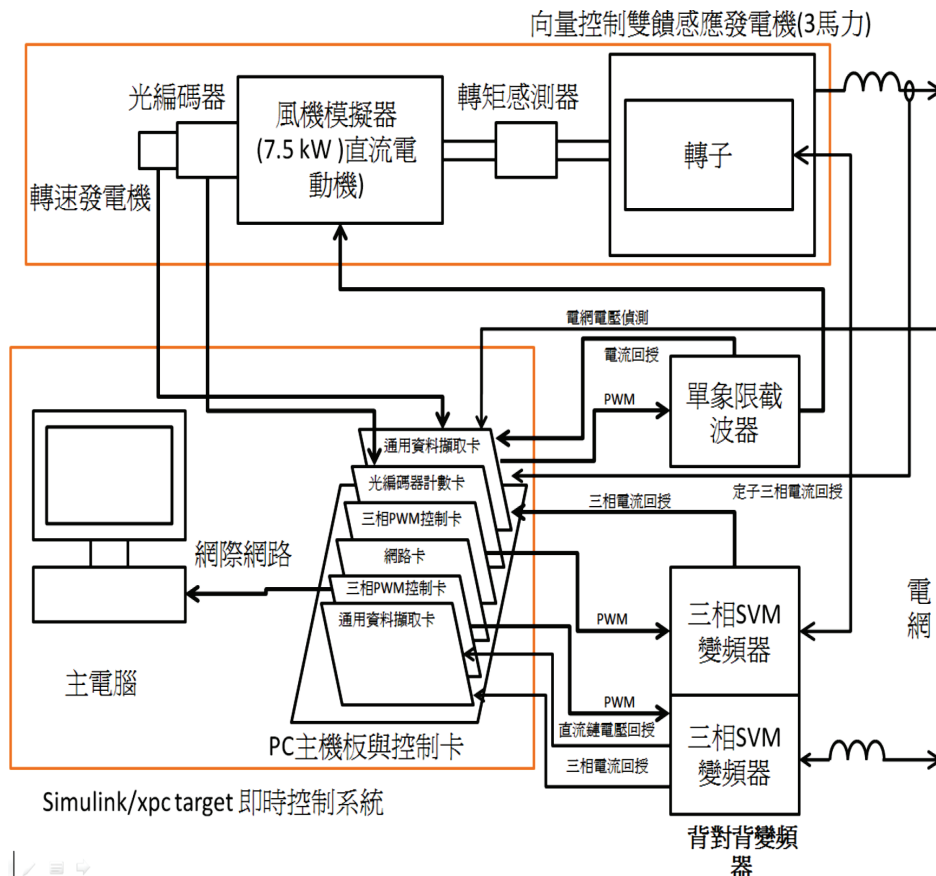 向量控制雙饋感應發電機(3馬力)
光編碼器
轉矩感測器
風機模擬器
(7.5 kW )直流電
動機)
轉子
轉速發電機
電網電壓偵測
電流回授
PWM
單象限截
波器
通用資料擷取卡
光編碼器計數卡
定子三相電流回授
三相電流回授
三相PWM控制卡
網路卡
網際網路
三相PWM控制卡
通用資料擷取卡
PWM
三相SVM
變頻器
電
網
主電腦
PWM
直流鏈電壓回授
三相SVM
變頻器
PC主機板與控制卡
三相電流回授
Simulink/xpc target 即時控制系統
背對背變頻
器